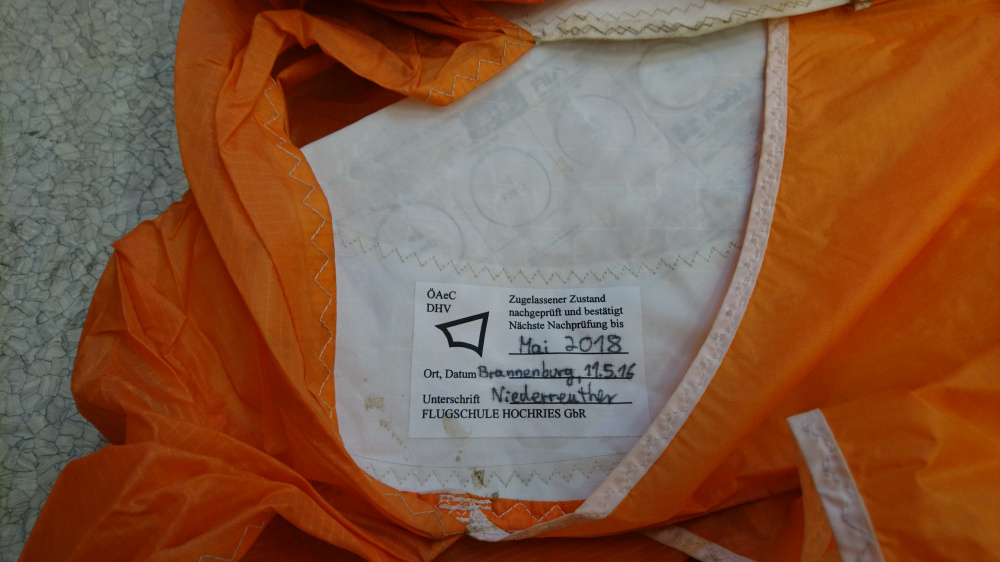 ÖAeC
DHV
Zugelassener Zustand
nachgeprüft und bestätigt
Nächste Nachprüfung bis
Mai 2018
Ort, Datum Brannenburg, 11.5.16
Unterschrift Niederreuther
FLUGSCHULE HOCHRIES GbR